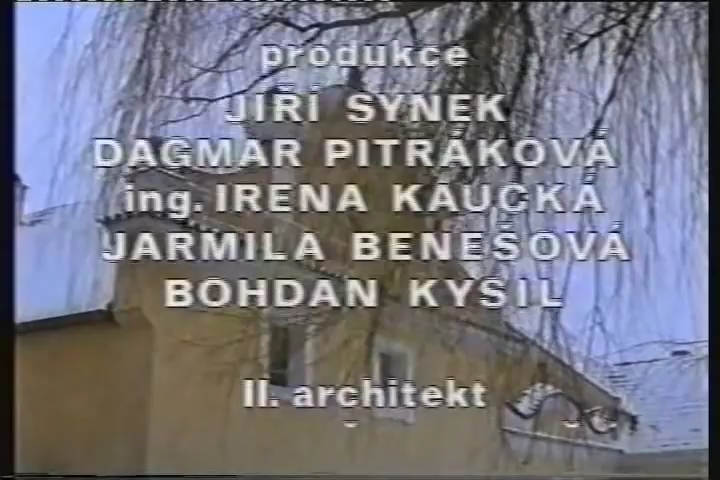 produkce
JIŘÍ SYNEK
DAGMAR PITRÁKOVÁ
ing. IRENA KAUCKÁ
JARMILA BENEŠOVÁ
BOHDAN KYSIL
II. architekt